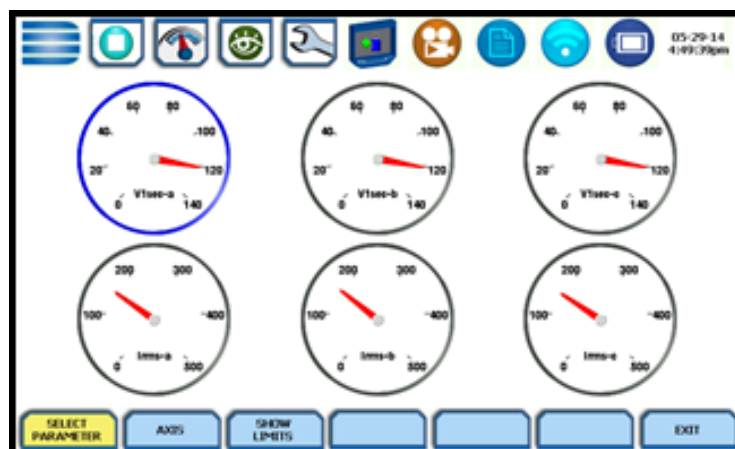 05-29-14
4:49:39pm
60 80
40 100
20 120
0 140
V1sec-a
60 80
40 100
20 120
0 140
V1sec-b
60 80
40 100
20 120
0 140
V1sec-c
200 300
100 400
0 500
Irms-a
200 300
100 400
0 500
Irms-b
200 300
100 400
0 500
Irms-c
SELECT
PARAMETER
AXIS
SHOW
LIMITS
EXIT